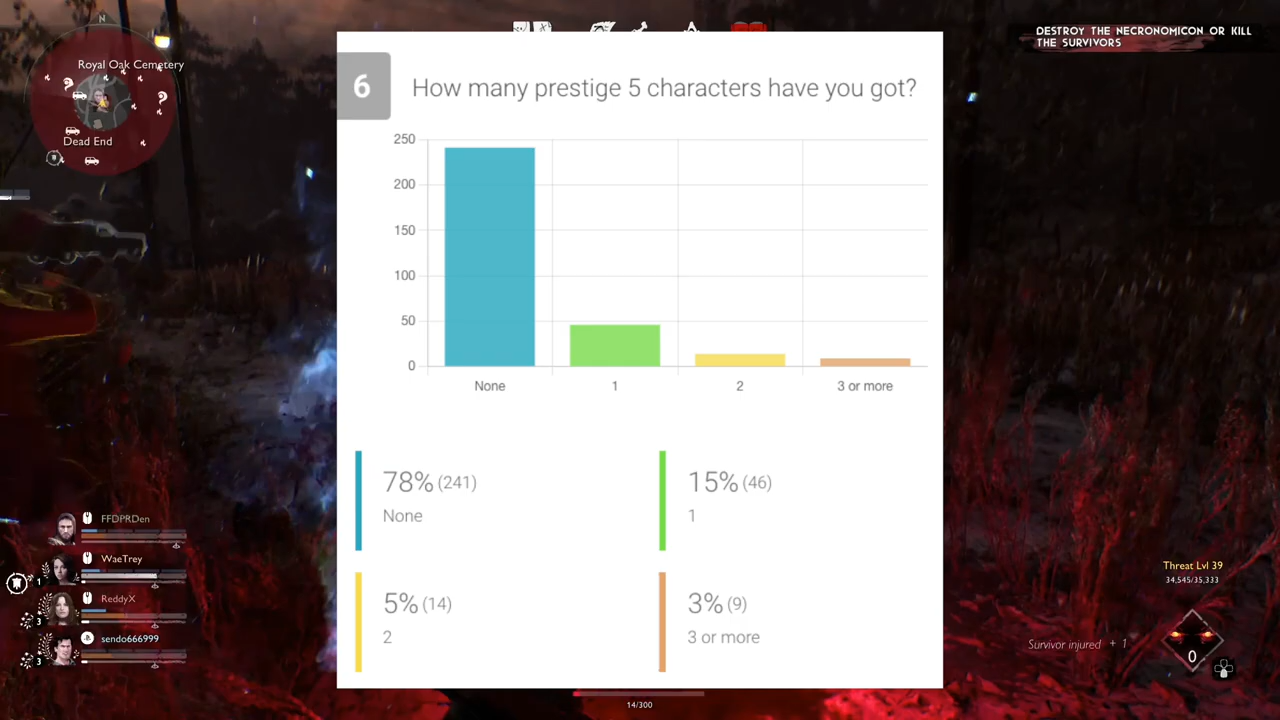 N
Royal Oak Cemetery
Dead End
DESTROY THE NECRONOMICON OR KILL
THE SURVIVORS
6
How many prestige 5 characters have you got?
250
200
150
100
50
0
None
1
2
3 or more
78% (241)
None
15% (46)
1
5% (14)
2
3% (9)
3 or more
FFDPRDen
WaeTrey
1
ReddyX
3
sendo666999
3
Threat Lvl 39
34,545/35,333
Survivor injured + 1
0
14/300